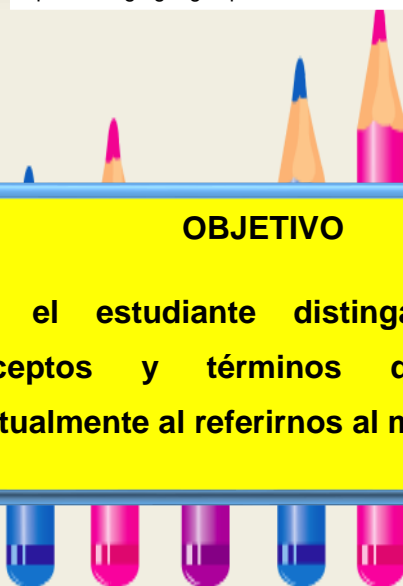 OBJETIVO
el estudiante disting
ceptos y términos
tualmente al referirnos al